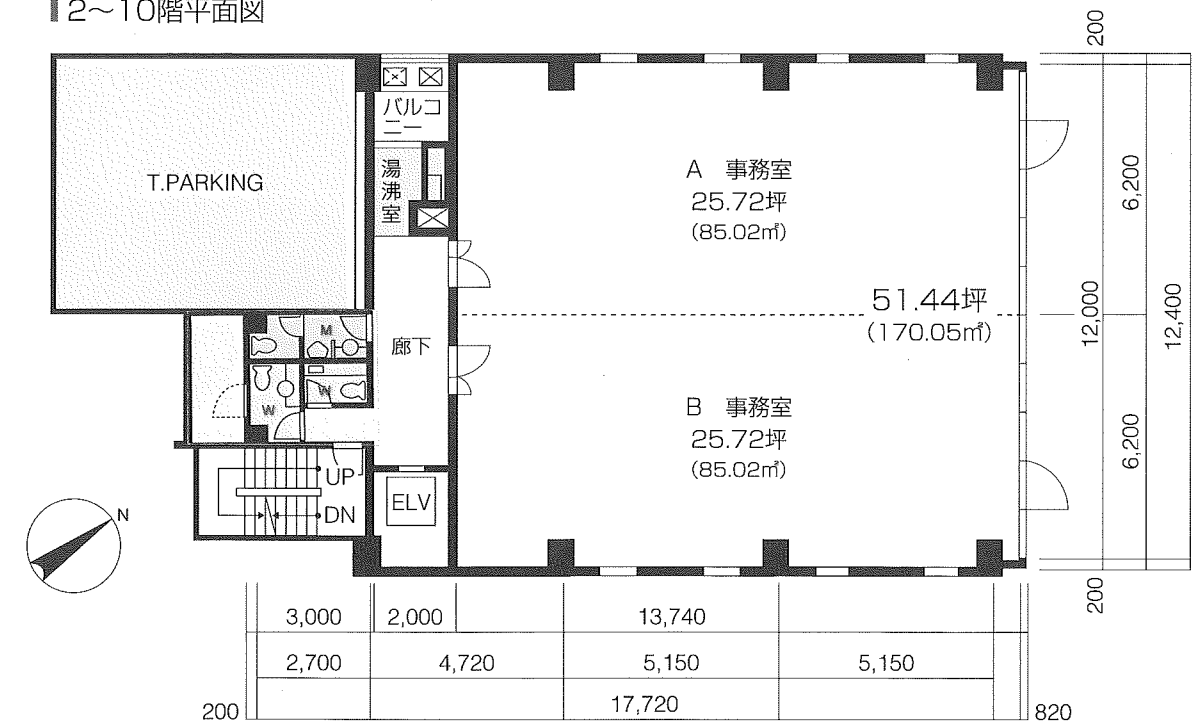 2～10階平面図
200
バルコ
ニー
T.PARKING
湯
沸
室
A 事務室
25.72坪
(85.02㎡)
6,200
51.44坪
(170.05㎡)
12,000
12,400
M
廊下
W
W
B 事務室
25.72坪
(85.02㎡)
6,200
UP
DN
ELV
N
200
3,000
2,000
13,740
2,700
4,720
5,150
5,150
200
17,720
820